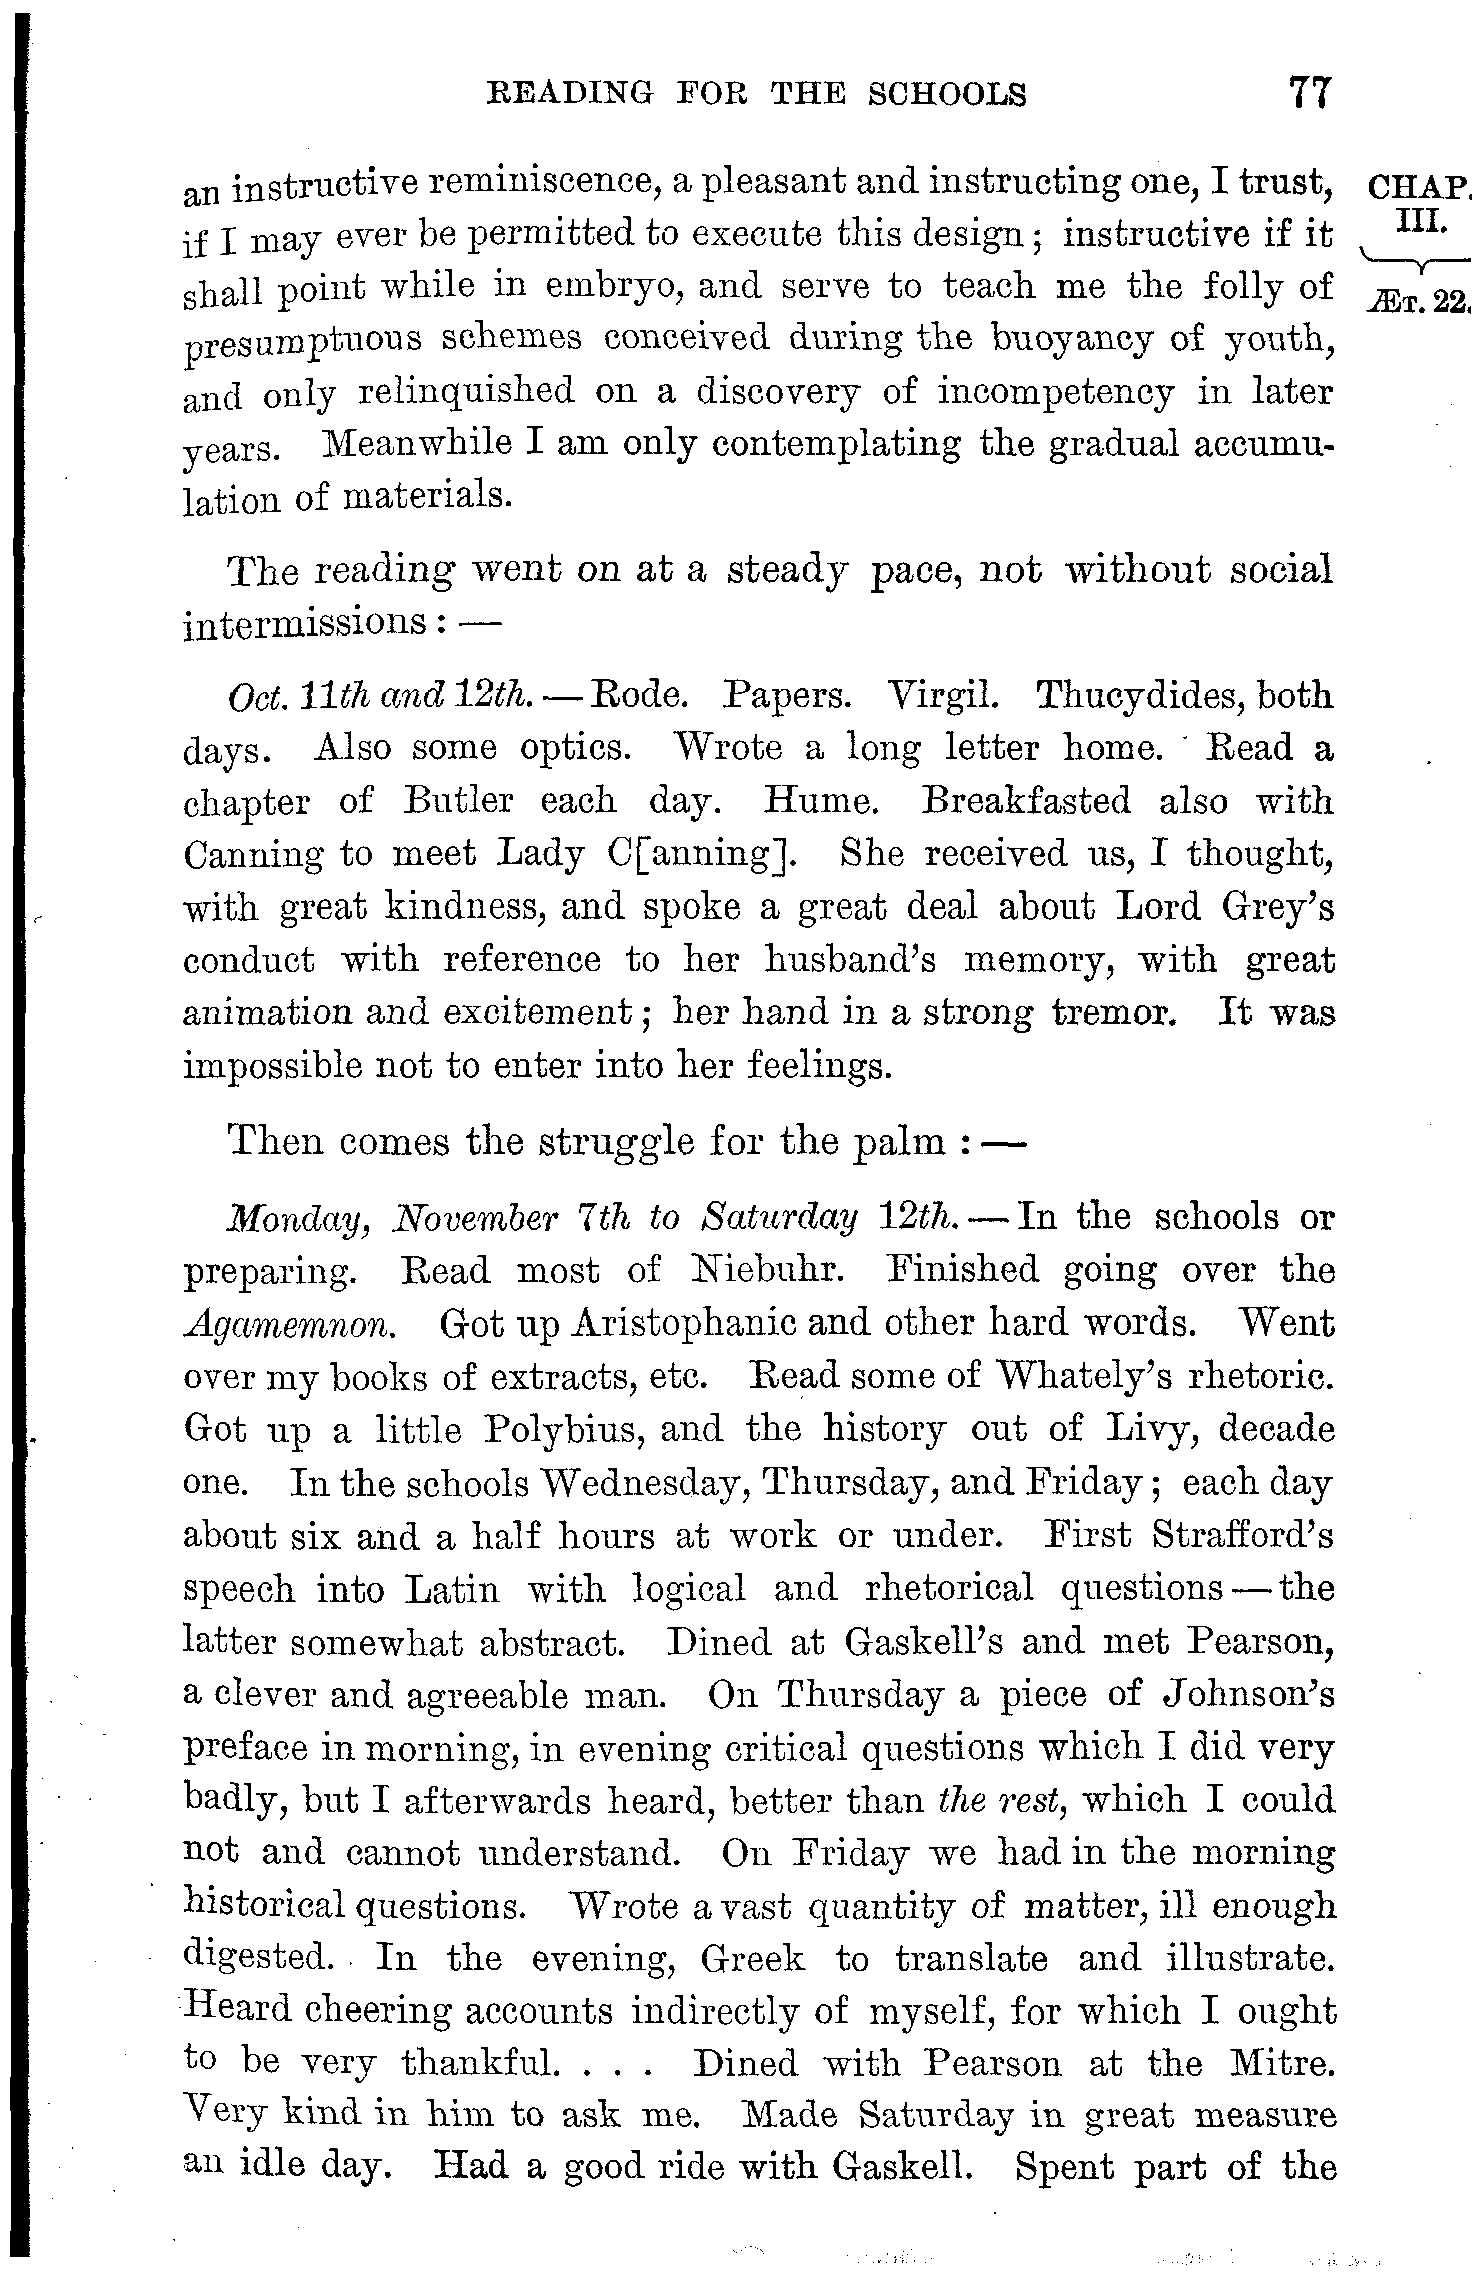 READING FOR THE SCHOOLS 77
an instructive reminiscence, a pleasant and instructing one, I trust,
if I may ever be permitted to execute this design; instructive if it
shall point while in embryo, and serve to teach me the folly of
presumptuous schemes conceived during the buoyancy of youth,
and only relinquished on a discovery of incompetency in later
years. Meanwhile I am only contemplating the gradual accumu-
lation of materials.
CHAP.
III.
ÆT. 22.
The reading went on at a steady pace, not without social
intermissions: —
Oct. 11th and 12th. — Rode. Papers. Virgil. Thucydides, both
days. Also some optics. Wrote a long letter home. Read a
chapter of Butler each day. Hume. Breakfasted also with
Canning to meet Lady C[anning]. She received us, I thought,
with great kindness, and spoke a great deal about Lord Grey's
conduct with reference to her husband's memory, with great
animation and excitement; her hand in a strong tremor. It was
impossible not to enter into her feelings.
Then comes the struggle for the palm: —
Monday, November 7th to Saturday 12th. — In the schools or
preparing. Read most of Niebuhr. Finished going over the
Agamemnon. Got up Aristophanic and other hard words. Went
over my books of extracts, etc. Read some of Whately's rhetoric.
Got up a little Polybius, and the history out of Livy, decade
one. In the schools Wednesday, Thursday, and Friday; each day
about six and a half hours at work or under. First Strafford's
speech into Latin with logical and rhetorical questions — the
latter somewhat abstract. Dined at Gaskell's and met Pearson,
a clever and agreeable man. On Thursday a piece of Johnson's
preface in morning, in evening critical questions which I did very
badly, but I afterwards heard, better than the rest, which I could
not and cannot understand. On Friday we had in the morning
historical questions. Wrote a vast quantity of matter, ill enough
digested. In the evening, Greek to translate and illustrate.
Heard cheering accounts indirectly of myself, for which I ought
to be very thankful. . . . Dined with Pearson at the Mitre.
Very kind in him to ask me. Made Saturday in great measure
an idle day. Had a good ride with Gaskell. Spent part of the